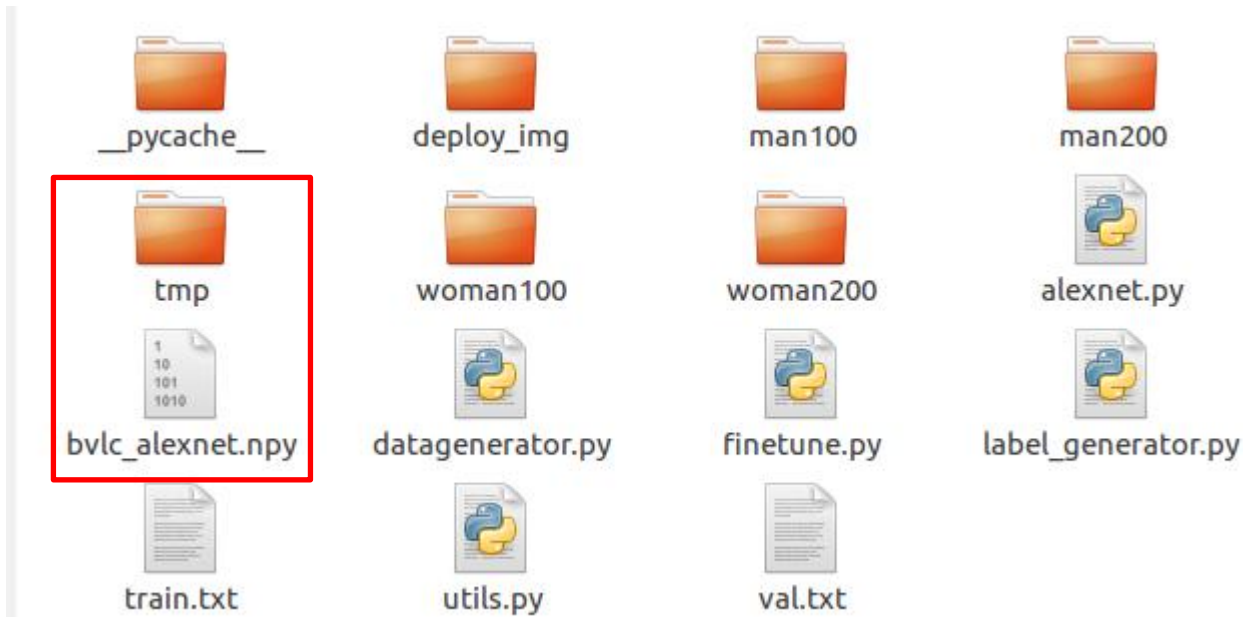 __pycache__ deploy_img man100 man200
tmp woman100 woman200 alexnet.py
1
10
101
1010
bvlc_alexnet.npy datagenerator.py finetune.py label_generator.py
train.txt utils.py val.txt